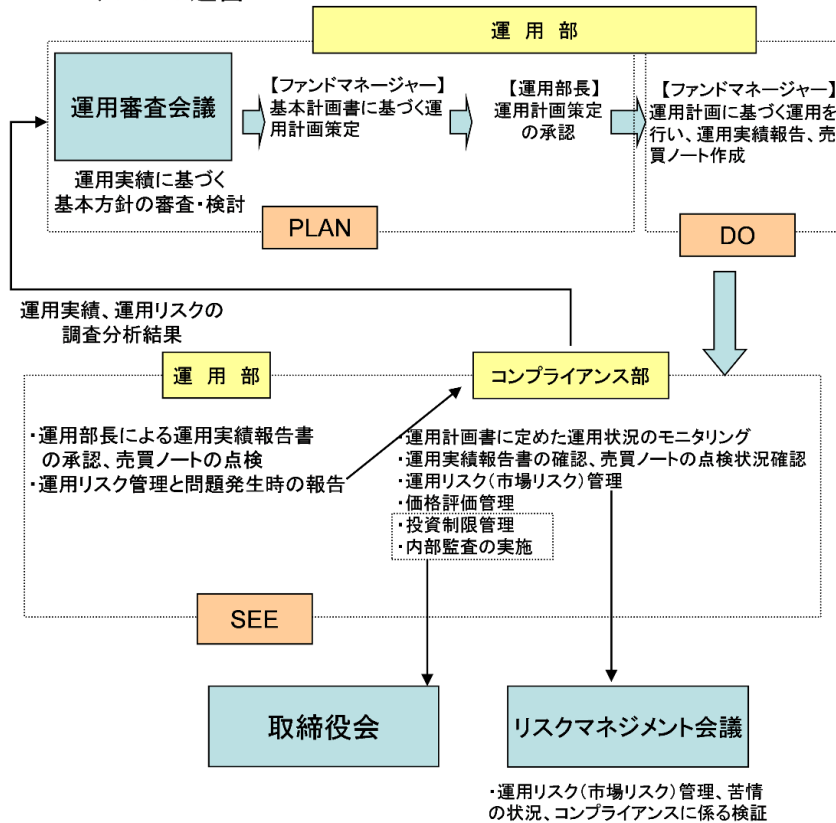 運 用 部
運用審査会議
【ファンドマネージャー】
基本計画書に基づく運
用計画策定
【運用部長】
運用計画策定
の承認
【ファンドマネージャー】
運用計画に基づく運用を
行い、運用実績報告、売
買ノート作成
運用実績に基づく
基本方針の審査・検討
PLAN
DO
運用実績、運用リスクの
調査分析結果
運 用 部
コンプライアンス部
・運用部長による運用実績報告書
の承認、売買ノートの点検
・運用リスク管理と問題発生時の報告
・運用計画書に定めた運用状況のモニタリング
・運用実績報告書の確認、売買ノートの点検状況確認
・運用リスク（市場リスク）管理
・価格評価管理
・投資制限管理
・内部監査の実施
SEE
取締役会
リスクマネジメント会議
・運用リスク（市場リスク）管理、苦情
の状況、コンプライアンスに係る検証